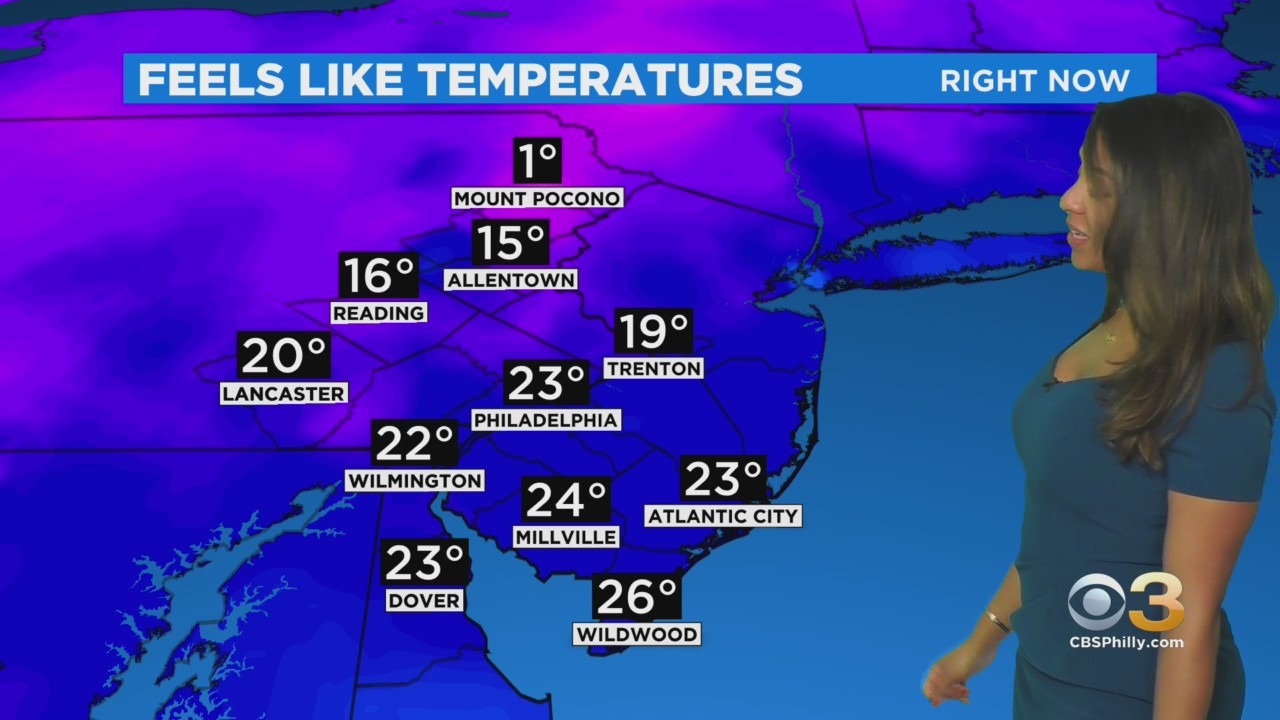 FEELS LIKE TEMPERATURES
RIGHT NOW
1°
MOUNT POCONO
15°
ALLENTOWN
16°
READING
19°
TRENTON
20°
LANCASTER
23°
PHILADELPHIA
22°
WILMINGTON
24°
MILLVILLE
23°
ATLANTIC CITY
23°
DOVER
26°
WILDWOOD
3
CBSPhilly.com